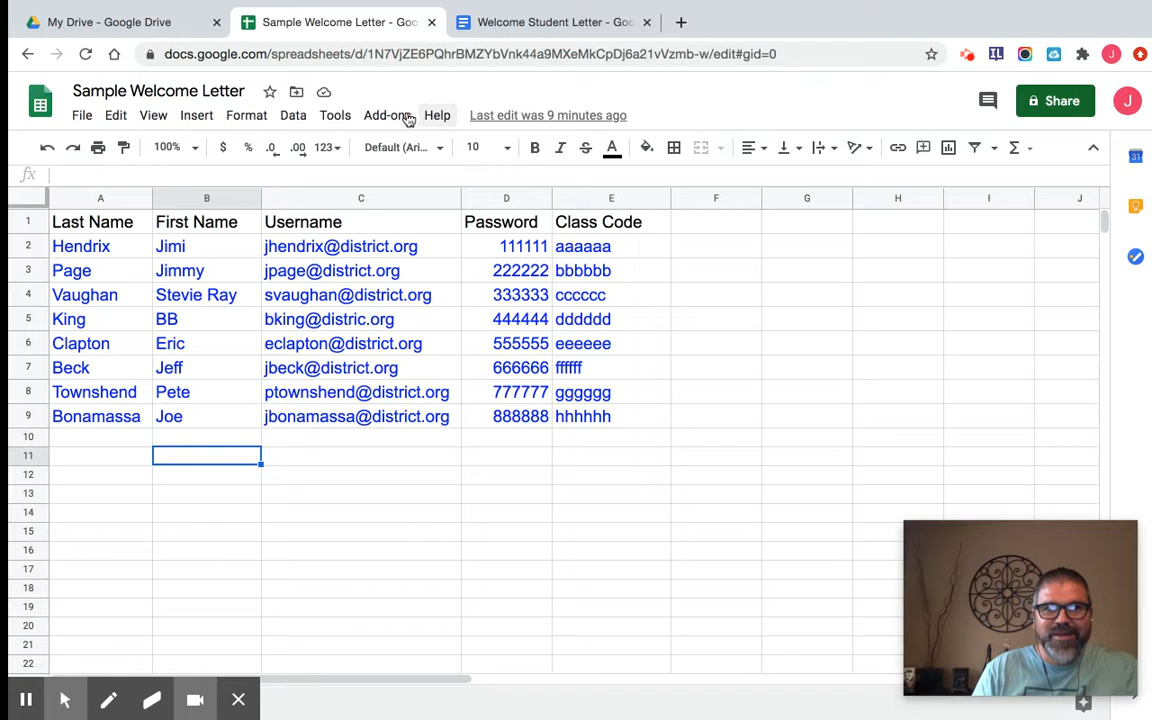 My Drive - Google Drive
Sample Welcome Letter - Goo
Welcome Student Letter - Goo
docs.google.com/spreadsheets/d/1N7VjZE6PQhrBMZYbVnk44a9MXeMkCpDj6a21vVzmb-w/edit#gid=0
IL
J
Sample Welcome Letter
Share
J
File Edit View Insert Format Data Tools Add-ons Help Last edit was 9 minutes ago
100% $ % .0 .00 123 Default (Ari... 10 B I S A
fx
A B C D E F G H I J
1 Last Name First Name Username Password Class Code
2 Hendrix Jimi jhendrix@district.org 111111 aaaaaa
3 Page Jimmy jpage@district.org 222222 bbbbbb
4 Vaughan Stevie Ray svaughan@district.org 333333 cccccc
5 King BB bking@distric.org 444444 dddddd
6 Clapton Eric eclapton@district.org 555555 eeeeee
7 Beck Jeff jbeck@district.org 666666 ffffff
8 Townshend Pete ptownshend@district.org 777777 gggggg
9 Bonamassa Joe jbonamassa@district.org 888888 hhhhhh
10
11
12
13
14
15
16
17
18
19
20
21
22